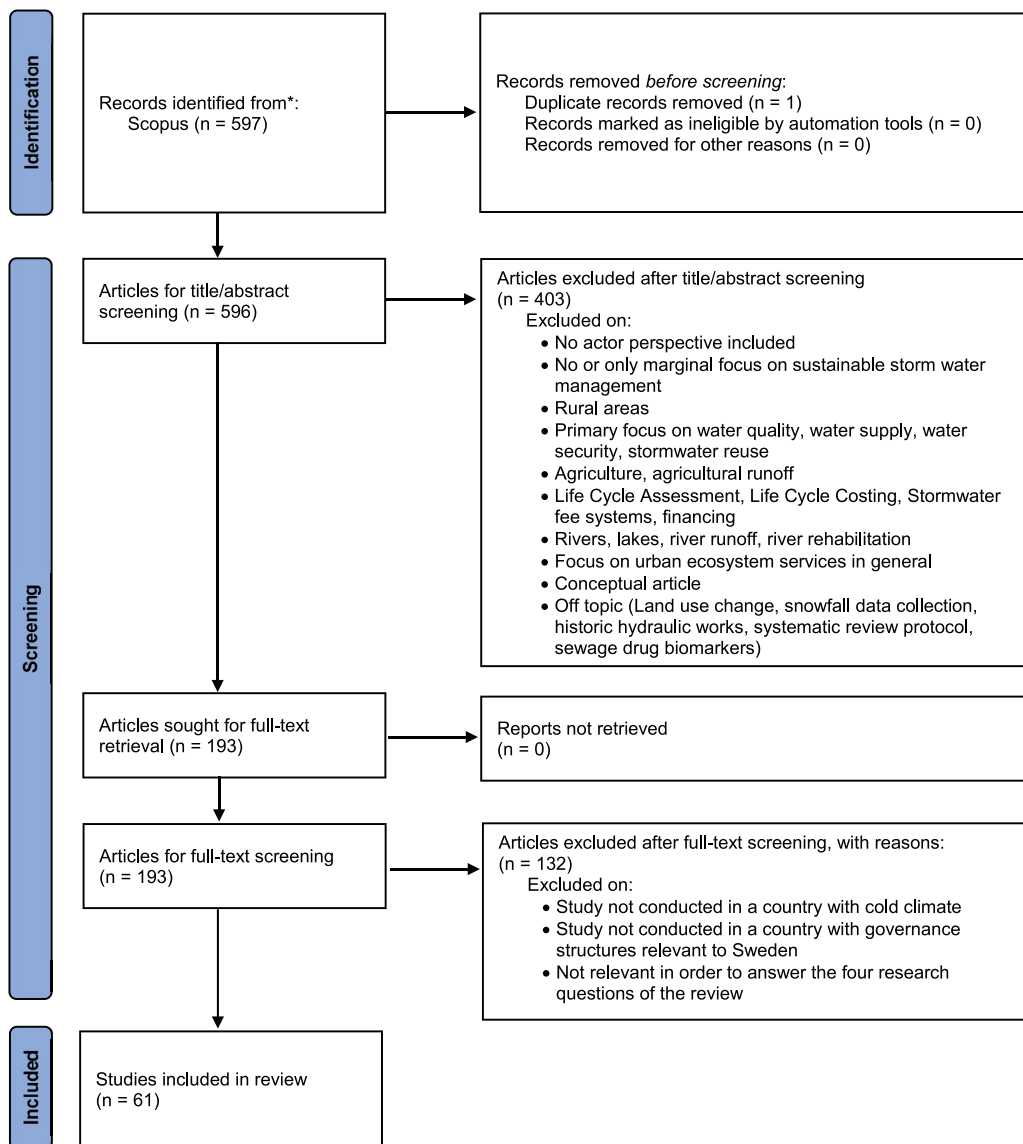 Identification
Records identified from*:
Scopus (n = 597)
Records removed before screening:
Duplicate records removed (n = 1)
Records marked as ineligible by automation tools (n = 0)
Records removed for other reasons (n = 0)
Screening
Articles for title/abstract
screening (n = 596)
Articles excluded after title/abstract screening
(n = 403)
Excluded on:
• No actor perspective included
• No or only marginal focus on sustainable storm water
management
• Rural areas
• Primary focus on water quality, water supply, water
security, stormwater reuse
• Agriculture, agricultural runoff
• Life Cycle Assessment, Life Cycle Costing, Stormwater
fee systems, financing
• Rivers, lakes, river runoff, river rehabilitation
• Focus on urban ecosystem services in general
• Conceptual article
• Off topic (Land use change, snowfall data collection,
historic hydraulic works, systematic review protocol,
sewage drug biomarkers)
Articles sought for full-text
retrieval (n = 193)
Reports not retrieved
(n = 0)
Articles for full-text screening
(n = 193)
Articles excluded after full-text screening, with reasons:
(n = 132)
Excluded on:
• Study not conducted in a country with cold climate
• Study not conducted in a country with governance
structures relevant to Sweden
• Not relevant in order to answer the four research
questions of the review
Included
Studies included in review
(n = 61)